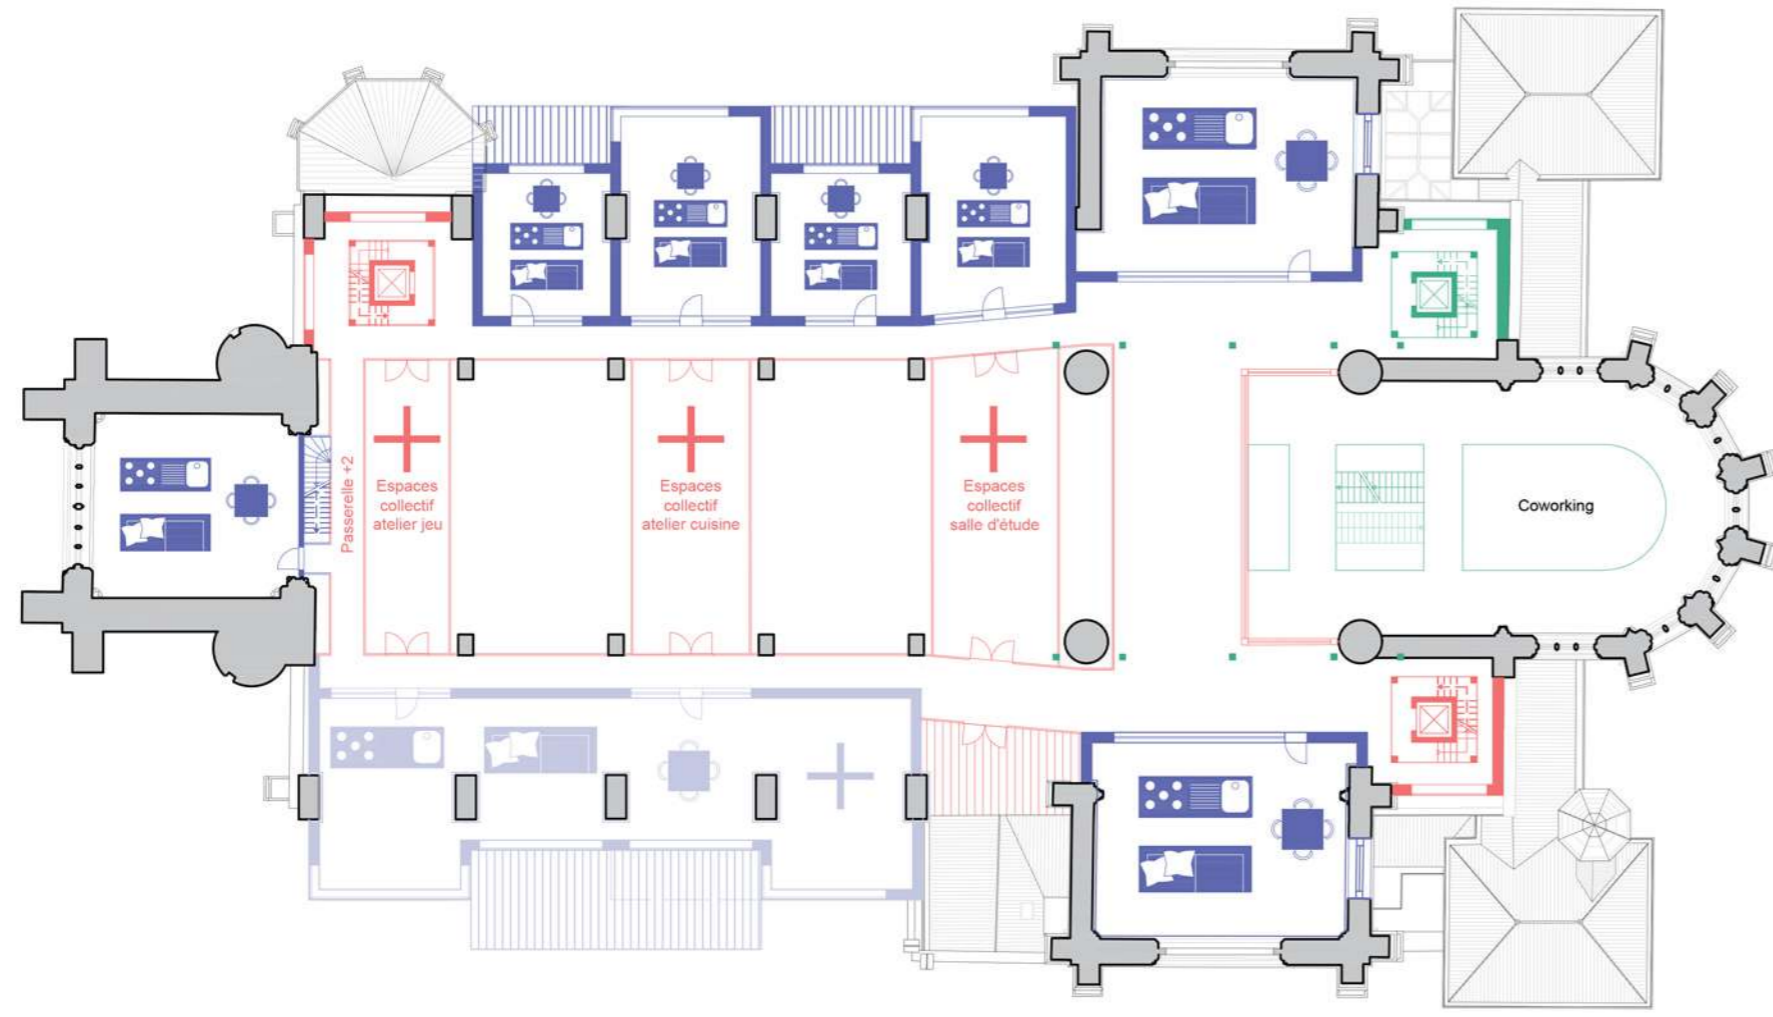 Passerelle +2
Espaces
collectif
atelier jeu
Espaces
collectif
atelier cuisine
Espaces
collectif
salle d'étude
Coworking